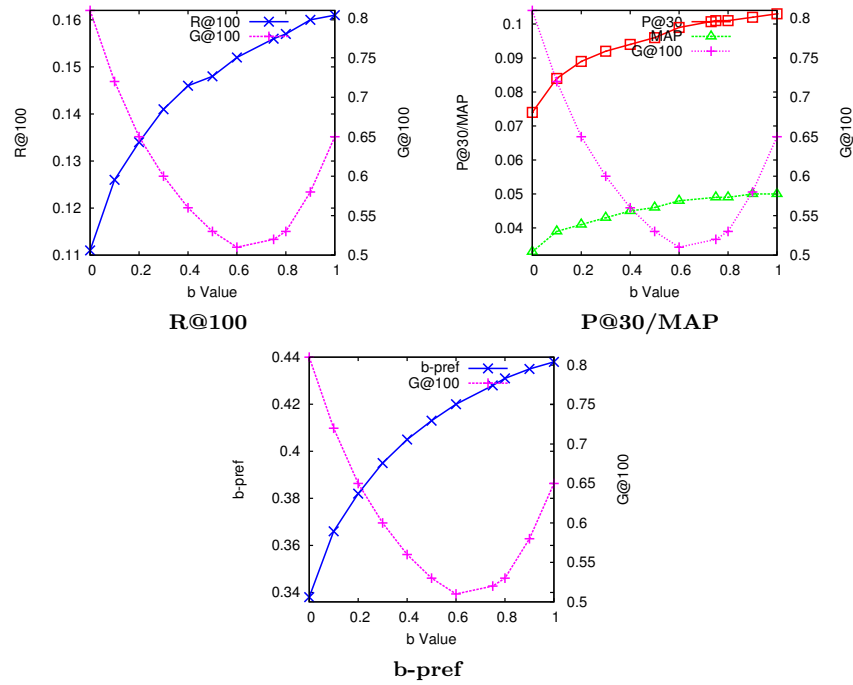 R@100
G@100
0.16
0.15
0.14
0.13
0.12
0.11
R@100
0.8
0.75
0.7
0.65
0.6
0.55
0.5
G@100
0 0.2 0.4 0.6 0.8 1
b Value
R@100
P@30
MAP
G@100
0.1
0.09
0.08
0.07
0.06
0.05
0.04
P@30/MAP
0.8
0.75
0.7
0.65
0.6
0.55
0.5
G@100
0 0.2 0.4 0.6 0.8 1
b Value
P@30/MAP
b-pref
G@100
0.44
0.42
0.4
0.38
0.36
0.34
b-pref
0.8
0.75
0.7
0.65
0.6
0.55
0.5
G@100
0 0.2 0.4 0.6 0.8 1
b Value
b-pref